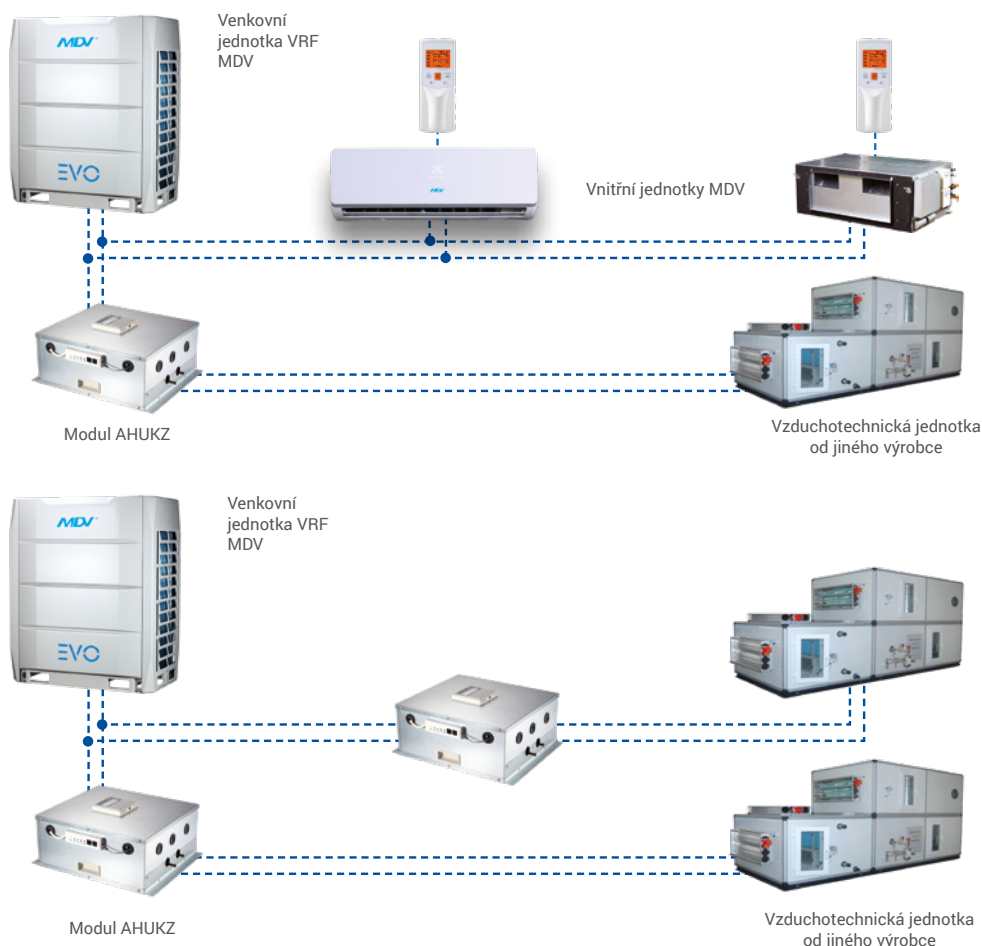 MDV
Venkovní
jednotka VRF
MDV
EVO
MDV
Vnitřní jednotky MDV
Modul AHUKZ
Vzduchotechnická jednotka
od jiného výrobce
MDV
Venkovní
jednotka VRF
MDV
EVO
Modul AHUKZ
Vzduchotechnická jednotka
od jiného výrobce